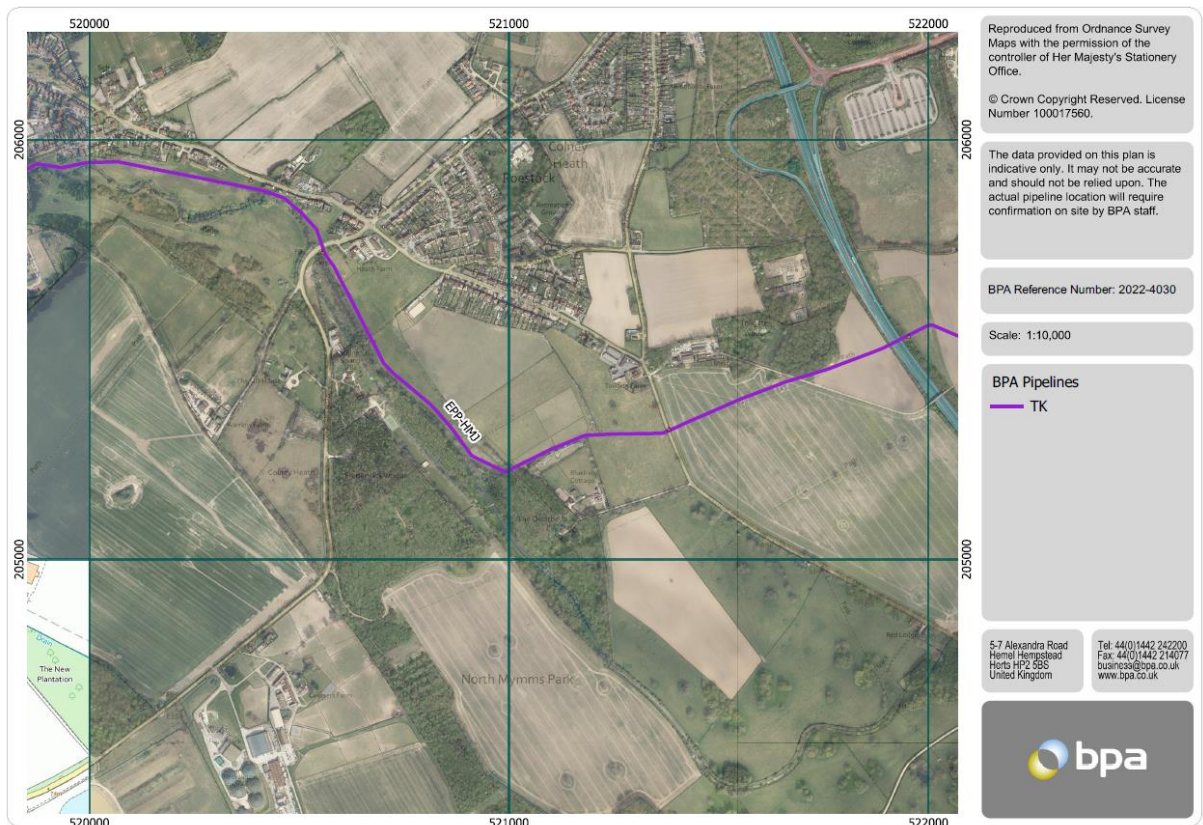 520000
521000
522000
206000
206000
Colney
Heath
Roestock
EPP-HMJ
Colney Heath
205000
205000
North Mymms Park
Drain
The New
Plantation
520000
521000
522000
Reproduced from Ordnance Survey
Maps with the permission of the
controller of Her Majesty's Stationery
Office.
© Crown Copyright Reserved. License
Number 100017560.
The data provided on this plan is
indicative only. It may not be accurate
and should not be relied upon. The
actual pipeline location will require
confirmation on site by BPA staff.
BPA Reference Number: 2022-4030
Scale: 1:10,000
BPA Pipelines
TK
5-7 Alexandra Road
Hemel Hempstead
Herts HP2 5BS
United Kingdom
Tel: 44(0)1442 242200
Fax: 44(0)1442 214077
business@bpa.co.uk
www.bpa.co.uk
bpa